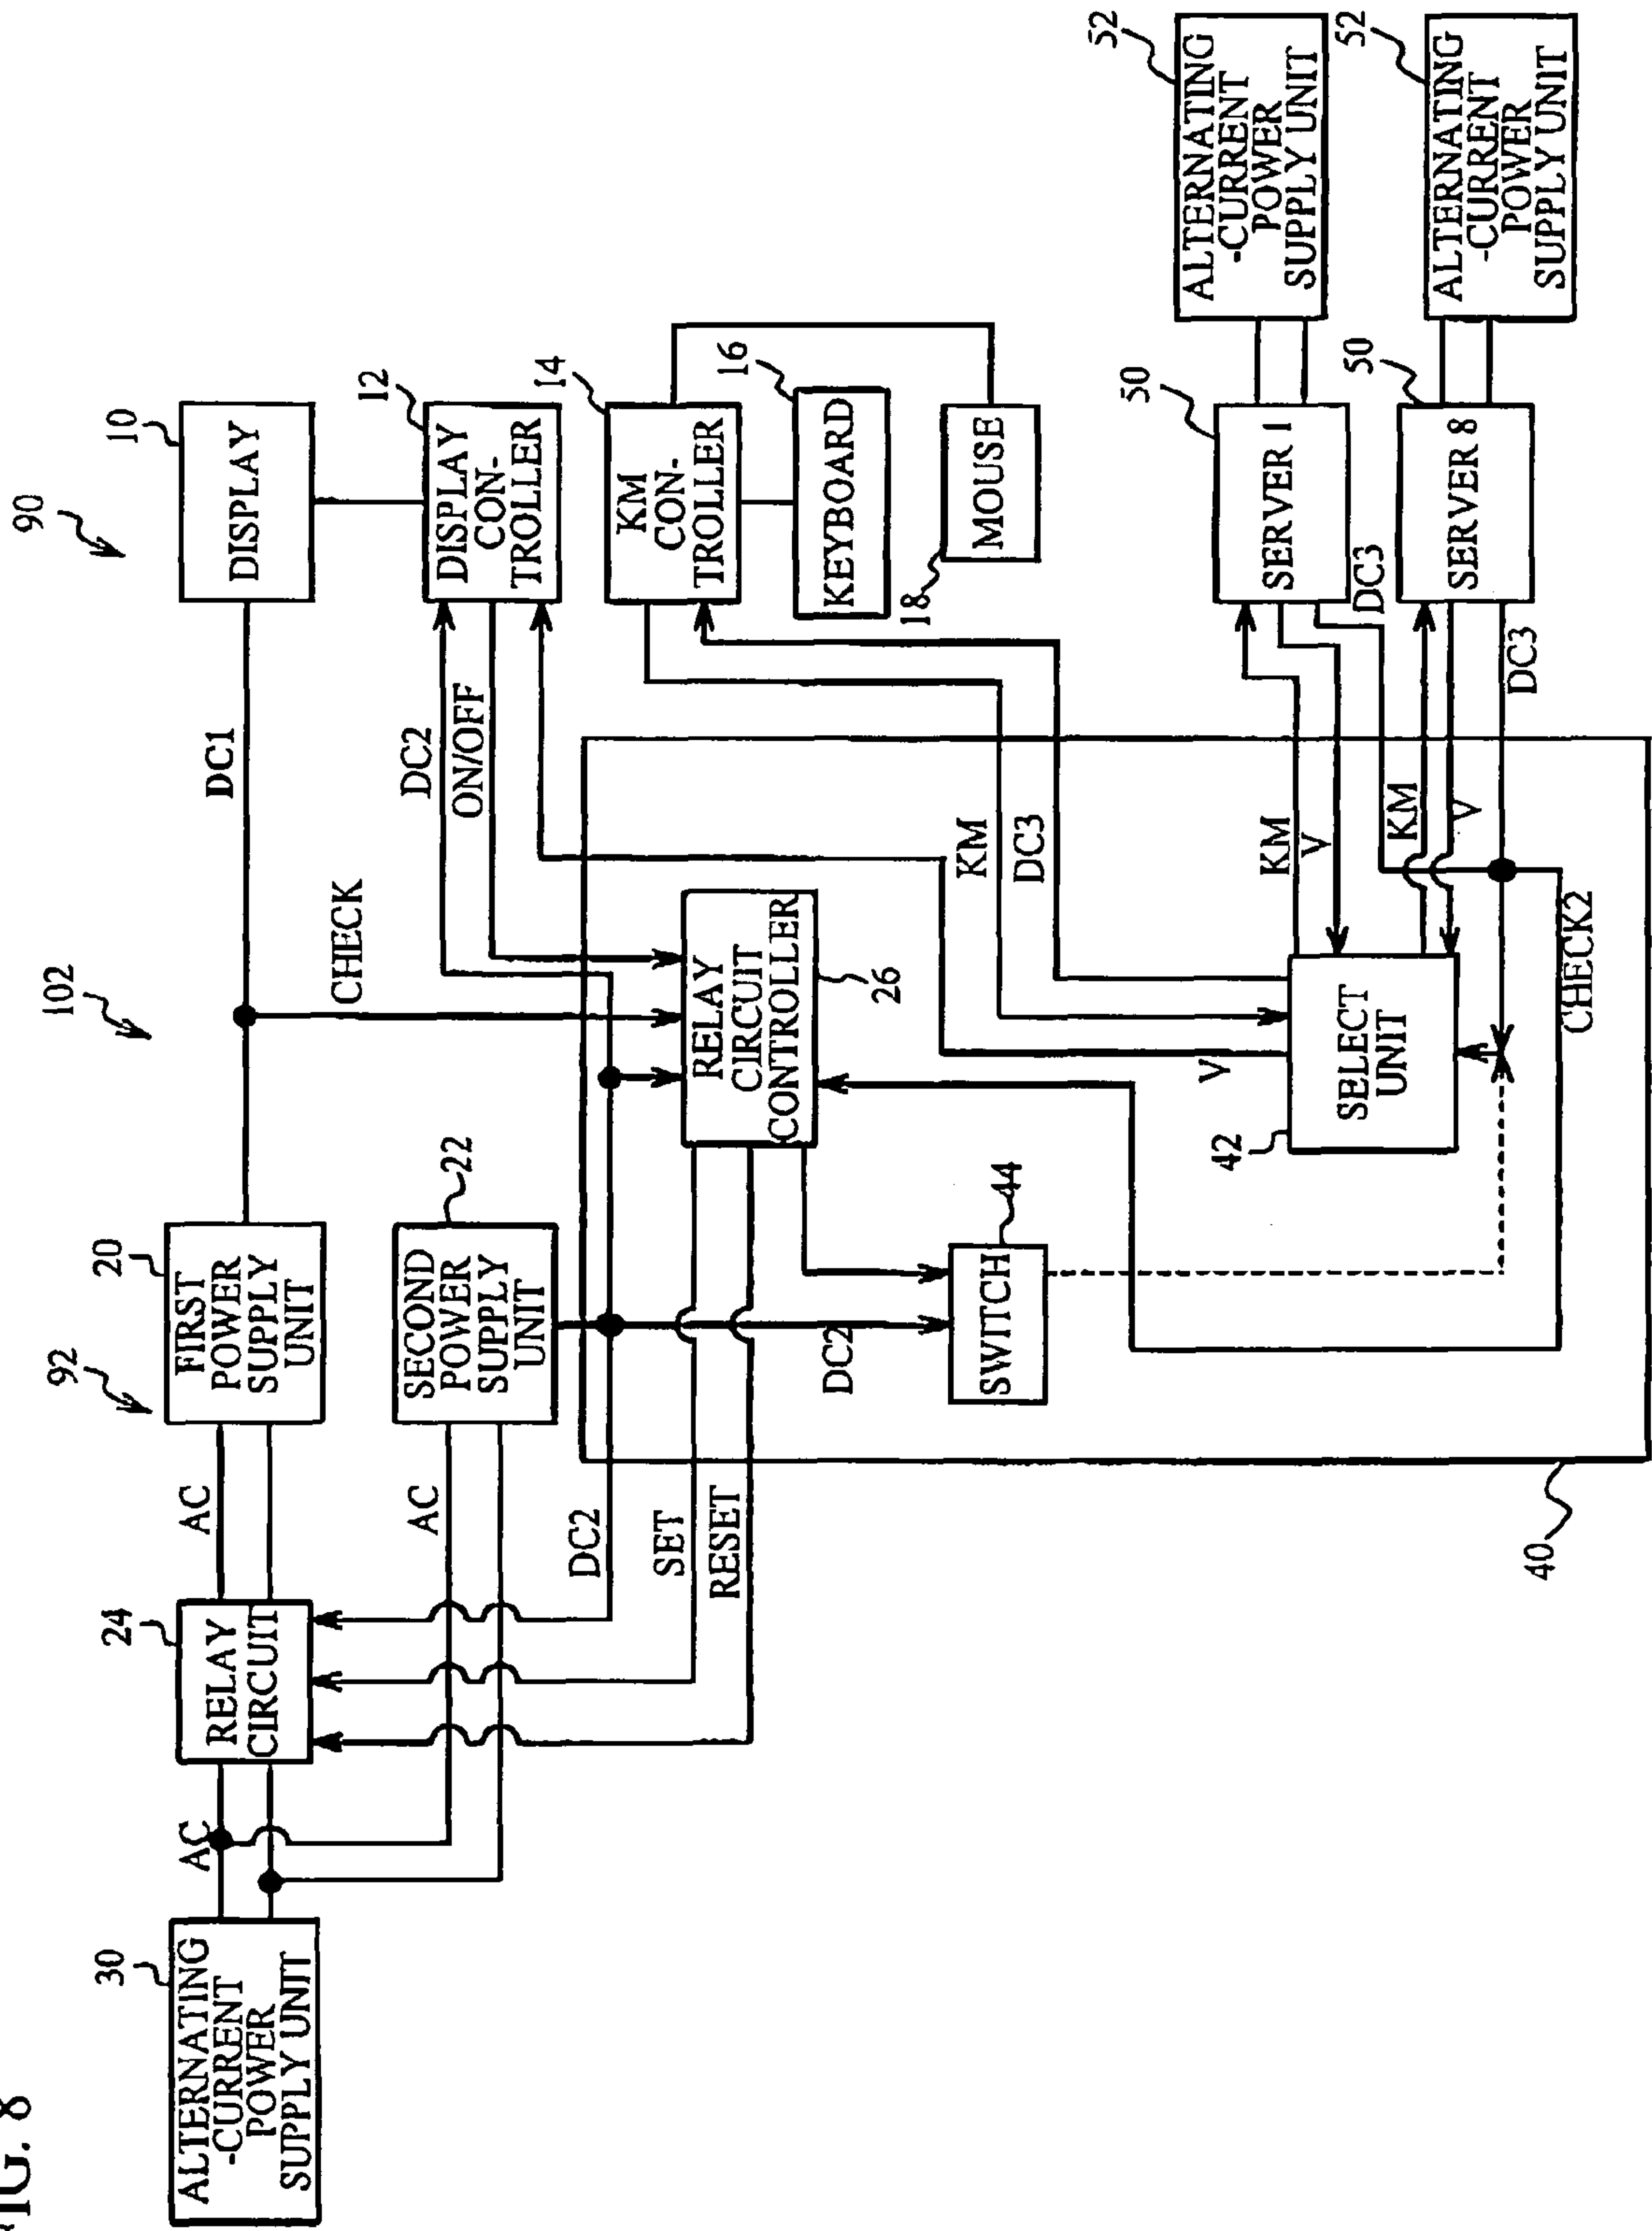 FIG. 8
90
102
92
30
ALTERNATING
-CURRENT
POWER
SUPPLY UNIT
AC
24
RELAY
CIRCUIT
AC
20
FIRST
POWER
SUPPLY
UNIT
DC1
10
DISPLAY
CHECK
AC
22
SECOND
POWER
SUPPLY
UNIT
DC2
ON/OFF
12
DISPLAY
CON-
TROLLER
DC2
SET
RESET
RELAY
CIRCUIT
CONTROLLER
26
14
KM
CON-
TROLLER
16
KEYBOARD
18
MOUSE
DC2
SWITCH
44
KM
DC3
V
42
SELECT
UNIT
KM
V
KM
V
DC3
DC3
CHECK2
50
SERVER 1
50
SERVER 8
52
ALTERNATING
-CURRENT
POWER
SUPPLY UNIT
52
ALTERNATING
-CURRENT
POWER
SUPPLY UNIT
40